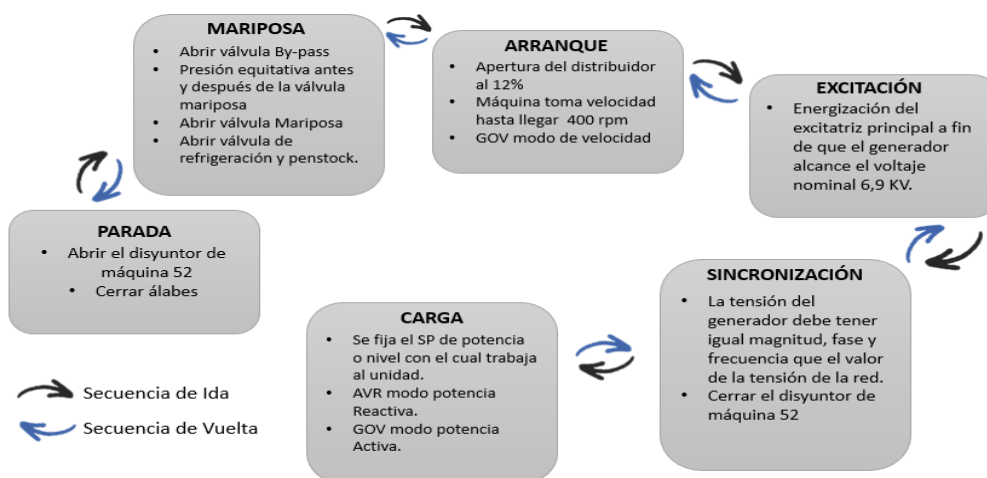 MARIPOSA
• Abrir válvula By-pass
• Presión equitativa antes
y después de la válvula
mariposa
• Abrir válvula Mariposa
• Abrir válvula de
refrigeración y penstock.
ARRANQUE
• Apertura del distribuidor
al 12%
• Máquina toma velocidad
hasta llegar 400 rpm
• GOV modo de velocidad
EXCITACIÓN
• Energización del
excitatriz principal a fin
de que el generador
alcance el voltaje
nominal 6,9 KV.
PARADA
• Abrir el disyuntor de
máquina 52
• Cerrar álabes
SINCRONIZACIÓN
• La tensión del
generador debe tener
igual magnitud, fase y
frecuencia que el valor
de la tensión de la red.
• Cerrar el disyuntor de
máquina 52
CARGA
• Se fija el SP de potencia
o nivel con el cual trabaja
al unidad.
• AVR modo potencia
Reactiva.
• GOV modo potencia
Activa.
Secuencia de Ida
Secuencia de Vuelta